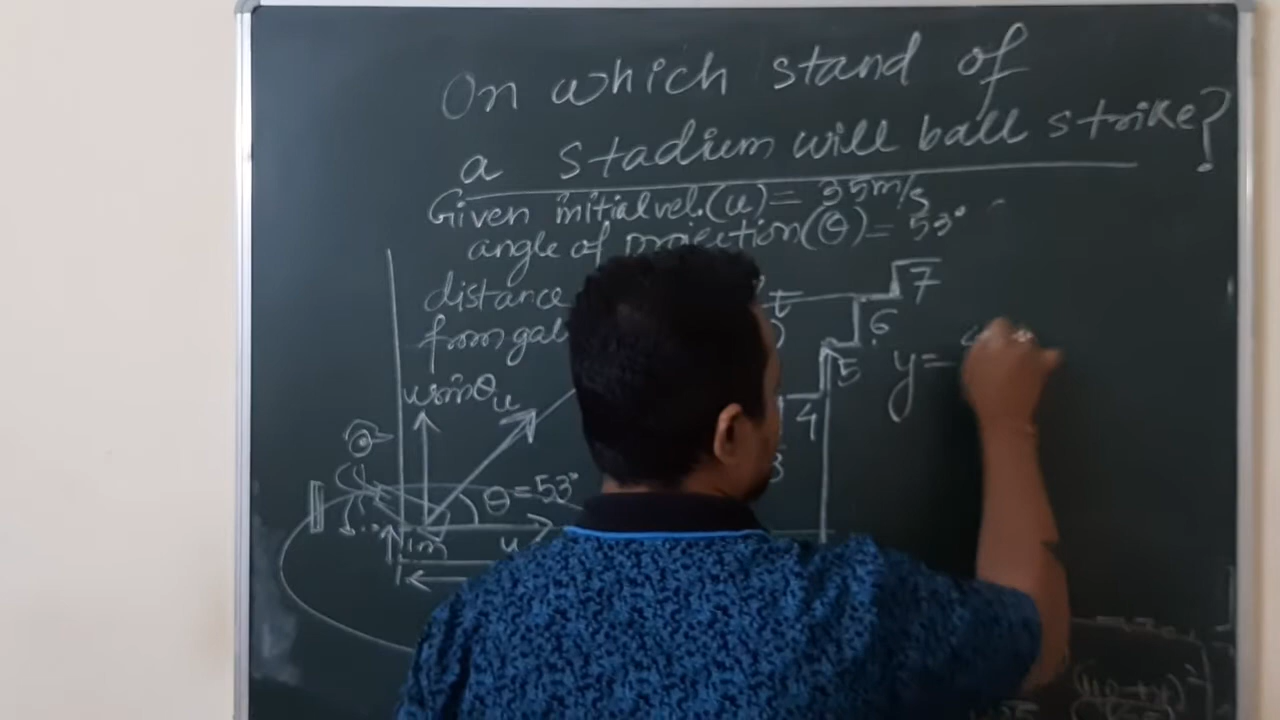 On which stand of
a stadium will ball strike?
Given initial vel.(u) = 35m/s
angle of projection(θ) = 53°
distance
from gal
7
6
5
4
3
y=
usinθ
u
θ=53°
1m
u